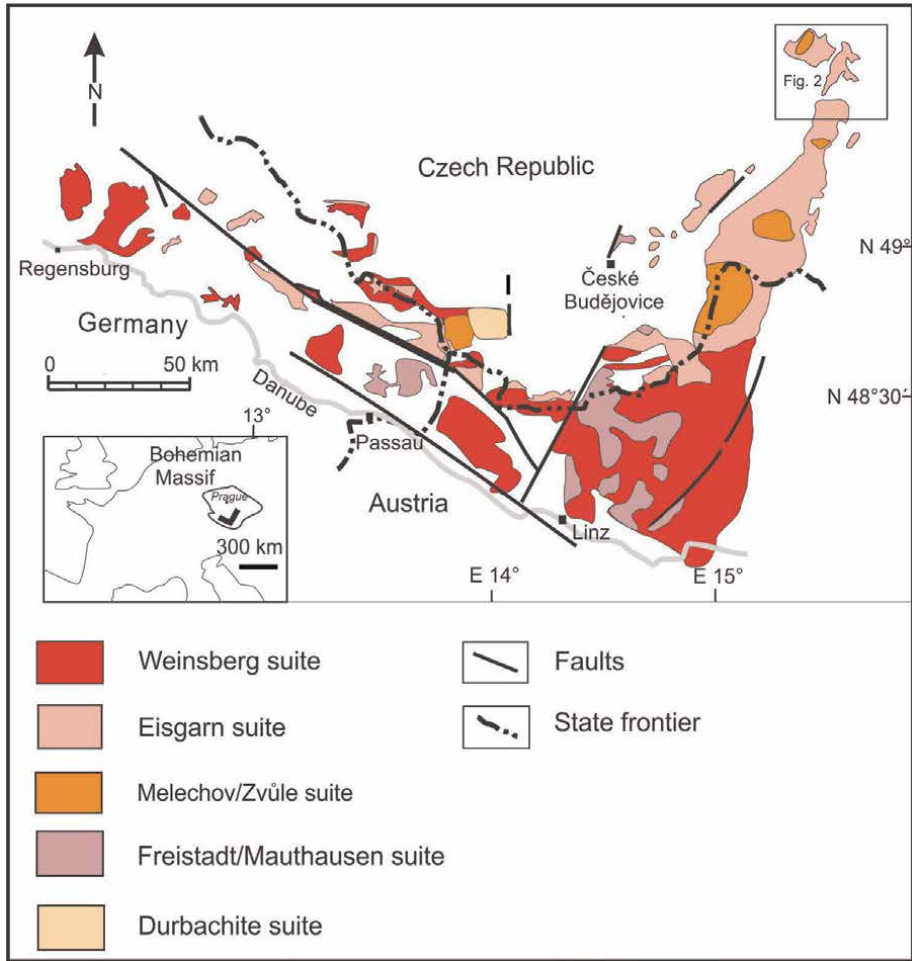 N
Fig. 2
Czech Republic
N 49°
Regensburg
České
Budějovice
Germany
0 50 km
Danube
N 48°30'
13°
Bohemian
Massif
Prague
300 km
Passau
Austria
Linz
E 14° E 15°
Weinsberg suite
Faults
Eisgarn suite
State frontier
Melechov/Zvůle suite
Freistadt/Mauthausen suite
Durbachite suite